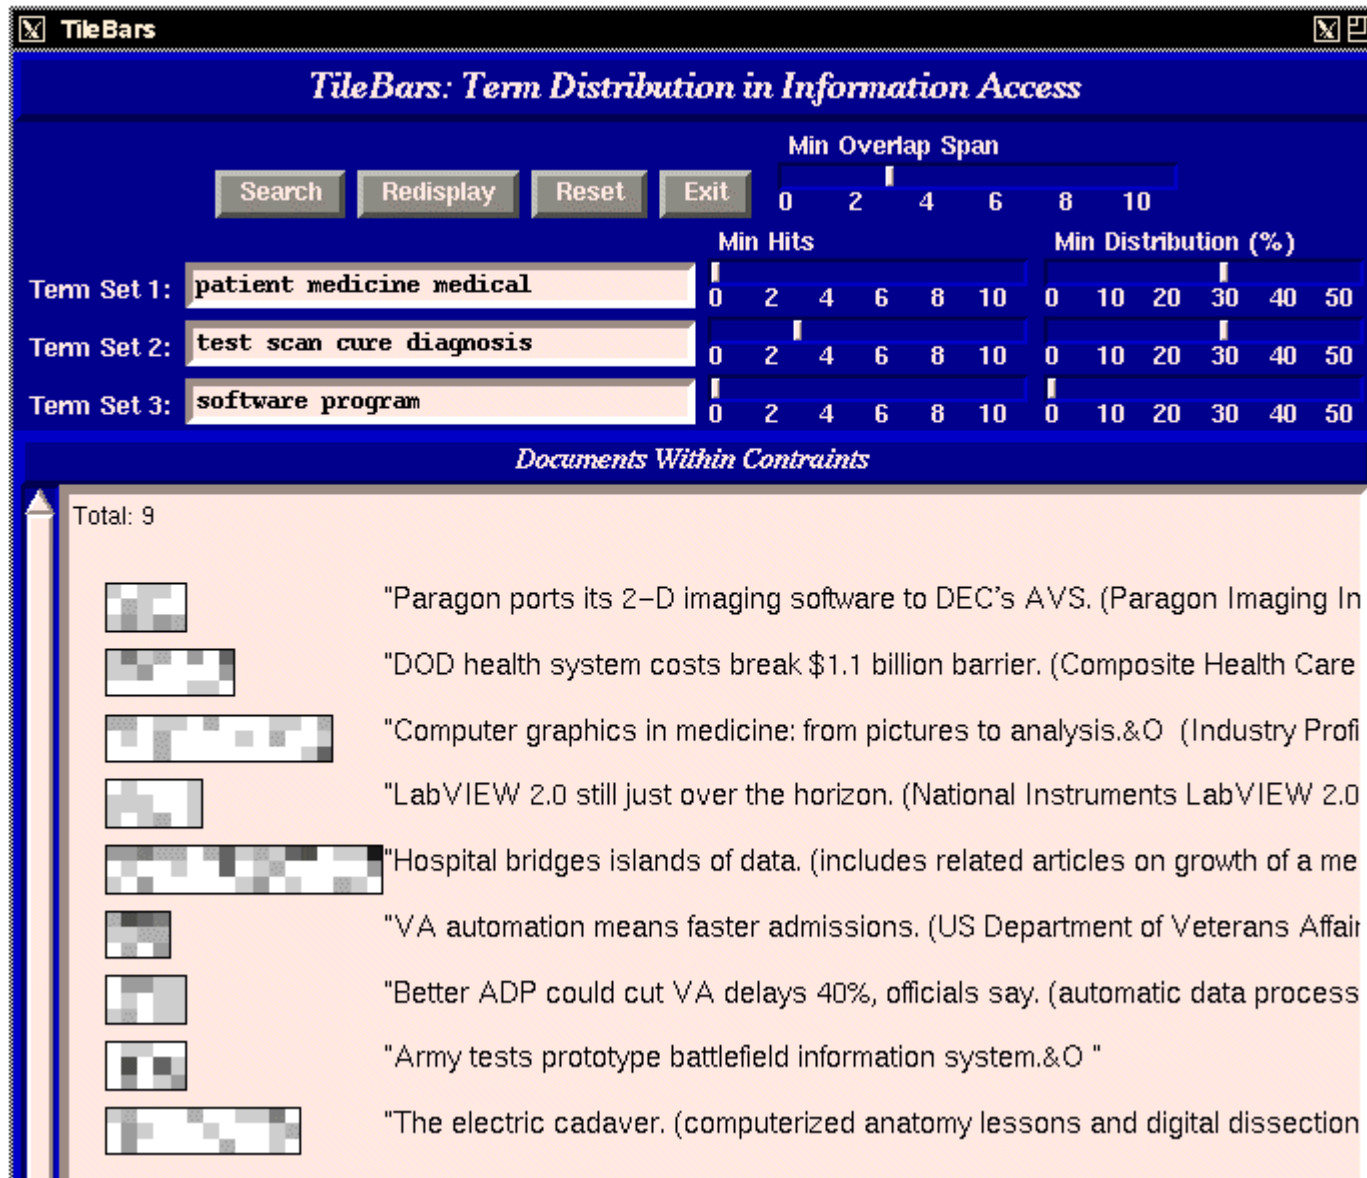 TileBars
TileBars: Term Distribution in Information Access
Min Overlap Span
Search Redisplay Reset Exit
0 2 4 6 8 10
Min Hits Min Distribution (%)
Term Set 1: patient medicine medical
0 2 4 6 8 10 0 10 20 30 40 50
Term Set 2: test scan cure diagnosis
0 2 4 6 8 10 0 10 20 30 40 50
Term Set 3: software program
0 2 4 6 8 10 0 10 20 30 40 50
Documents Within Contraints
Total: 9
"Paragon ports its 2-D imaging software to DEC's AVS. (Paragon Imaging In
"DOD health system costs break $1.1 billion barrier. (Composite Health Care
"Computer graphics in medicine: from pictures to analysis.&O (Industry Profi
"LabVIEW 2.0 still just over the horizon. (National Instruments LabVIEW 2.0
"Hospital bridges islands of data. (includes related articles on growth of a me
"VA automation means faster admissions. (US Department of Veterans Affair
"Better ADP could cut VA delays 40%, officials say. (automatic data process
"Army tests prototype battlefield information system.&O "
"The electric cadaver. (computerized anatomy lessons and digital dissection